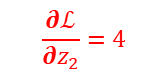 ∂ℒ/∂z₂ = 4